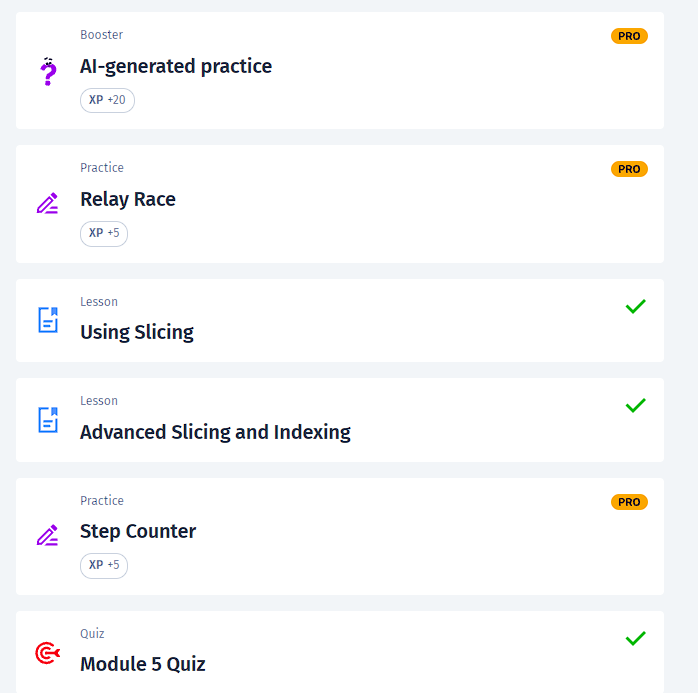 Booster
PRO
AI-generated practice
XP +20
Practice
PRO
Relay Race
XP +5
Lesson
Using Slicing
Lesson
Advanced Slicing and Indexing
Practice
PRO
Step Counter
XP +5
Quiz
Module 5 Quiz